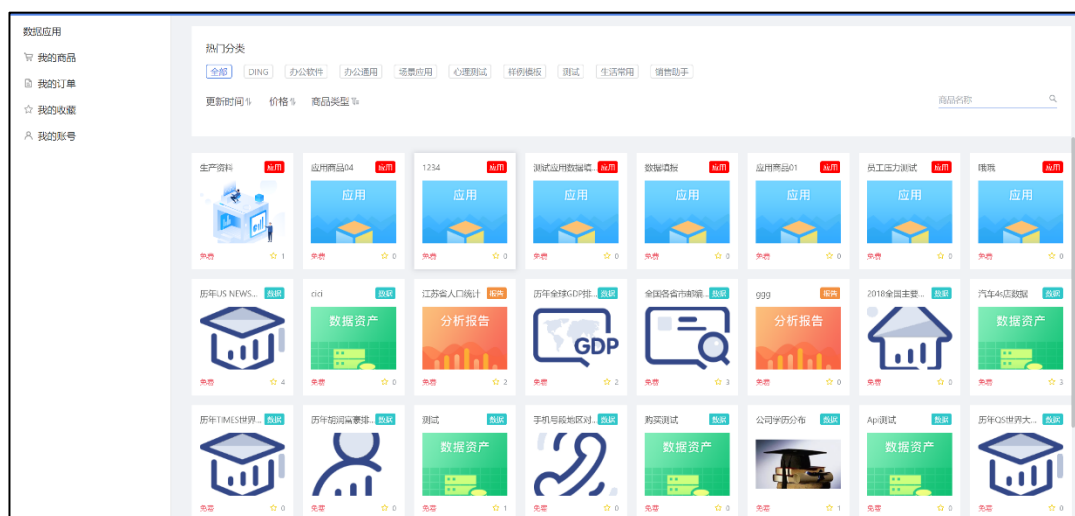 数据应用
我的商品
我的订单
我的收藏
我的账号
热门分类
全部 DING 办公软件 办公通用 场景应用 心理测试 样例模板 测试 生活常用 销售助手
更新时间 价格 商品类型
商品名称
生产资料 应用 应用商品04 应用 1234 应用 测试应用数据填... 应用 数据填报 应用 应用商品01 应用 员工压力测试 应用 哦哦 应用
应用 应用 应用 应用 应用 应用 应用
免费 1 免费 0 免费 0 免费 0 免费 0 免费 0 免费 0 免费 0
历年US NEWS... 数据 cici 数据 江苏省人口统计 报告 历年全球GDP排... 数据 全国各省市邮编... 数据 ggg 报告 2018全国主要... 数据 汽车4s店数据 数据
数据资产 分析报告 GDP 分析报告 数据资产
免费 4 免费 0 免费 2 免费 2 免费 3 免费 0 免费 0 免费 3
历年TIMES世界... 数据 历年胡润富豪排... 数据 测试 数据 手机号段地区对... 数据 购买测试 数据 公司学历分布 数据 Api测试 数据 历年QS世界大... 数据
数据资产 数据资产 数据资产
免费 0 免费 0 免费 1 免费 0 免费 0 免费 1 免费 0 免费 0